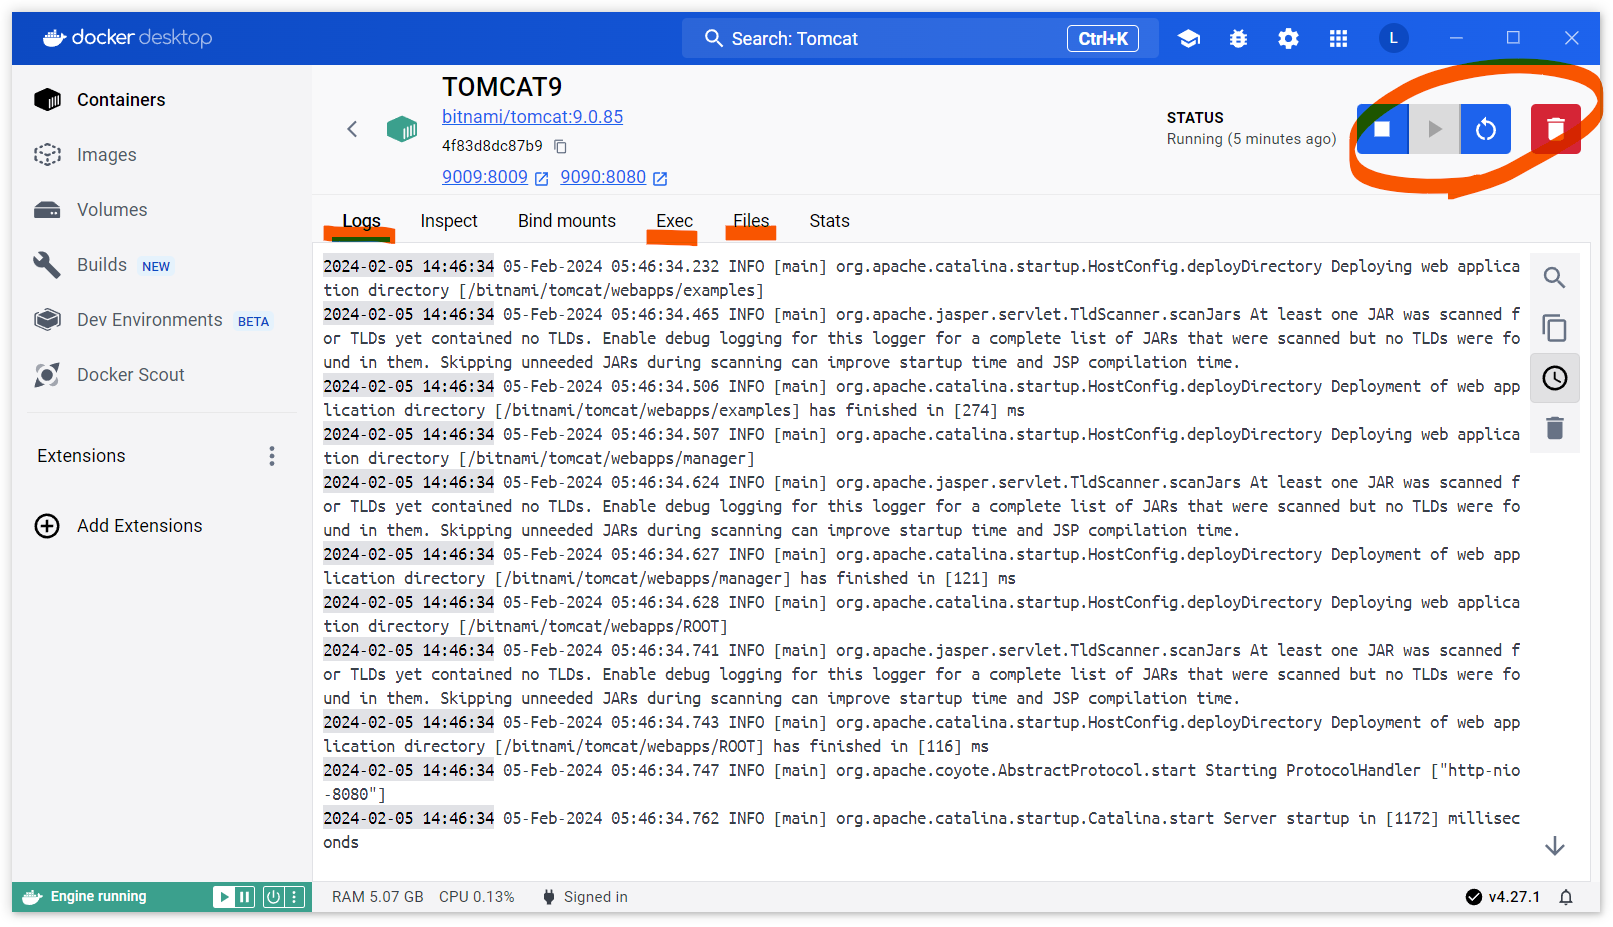 docker desktop
Search: Tomcat
Ctrl+K
L
Containers
Images
Volumes
Builds NEW
Dev Environments BETA
Docker Scout
Extensions
Add Extensions
TOMCAT9
bitnami/tomcat:9.0.85
4f83d8dc87b9
9009:8009 9090:8080
STATUS
Running (5 minutes ago)
Logs Inspect Bind mounts Exec Files Stats
2024-02-05 14:46:34 05-Feb-2024 05:46:34.232 INFO [main] org.apache.catalina.startup.HostConfig.deployDirectory Deploying web applica
tion directory [/bitnami/tomcat/webapps/examples]
2024-02-05 14:46:34 05-Feb-2024 05:46:34.465 INFO [main] org.apache.jasper.servlet.TldScanner.scanJars At least one JAR was scanned f
or TLDs yet contained no TLDs. Enable debug logging for this logger for a complete list of JARs that were scanned but no TLDs were fo
und in them. Skipping unneeded JARs during scanning can improve startup time and JSP compilation time.
2024-02-05 14:46:34 05-Feb-2024 05:46:34.506 INFO [main] org.apache.catalina.startup.HostConfig.deployDirectory Deployment of web app
lication directory [/bitnami/tomcat/webapps/examples] has finished in [274] ms
2024-02-05 14:46:34 05-Feb-2024 05:46:34.507 INFO [main] org.apache.catalina.startup.HostConfig.deployDirectory Deploying web applica
tion directory [/bitnami/tomcat/webapps/manager]
2024-02-05 14:46:34 05-Feb-2024 05:46:34.624 INFO [main] org.apache.jasper.servlet.TldScanner.scanJars At least one JAR was scanned f
or TLDs yet contained no TLDs. Enable debug logging for this logger for a complete list of JARs that were scanned but no TLDs were fo
und in them. Skipping unneeded JARs during scanning can improve startup time and JSP compilation time.
2024-02-05 14:46:34 05-Feb-2024 05:46:34.627 INFO [main] org.apache.catalina.startup.HostConfig.deployDirectory Deployment of web app
lication directory [/bitnami/tomcat/webapps/manager] has finished in [121] ms
2024-02-05 14:46:34 05-Feb-2024 05:46:34.628 INFO [main] org.apache.catalina.startup.HostConfig.deployDirectory Deploying web applica
tion directory [/bitnami/tomcat/webapps/ROOT]
2024-02-05 14:46:34 05-Feb-2024 05:46:34.741 INFO [main] org.apache.jasper.servlet.TldScanner.scanJars At least one JAR was scanned f
or TLDs yet contained no TLDs. Enable debug logging for this logger for a complete list of JARs that were scanned but no TLDs were fo
und in them. Skipping unneeded JARs during scanning can improve startup time and JSP compilation time.
2024-02-05 14:46:34 05-Feb-2024 05:46:34.743 INFO [main] org.apache.catalina.startup.HostConfig.deployDirectory Deployment of web app
lication directory [/bitnami/tomcat/webapps/ROOT] has finished in [116] ms
2024-02-05 14:46:34 05-Feb-2024 05:46:34.747 INFO [main] org.apache.coyote.AbstractProtocol.start Starting ProtocolHandler ["http-nio
-8080"]
2024-02-05 14:46:34 05-Feb-2024 05:46:34.762 INFO [main] org.apache.catalina.startup.Catalina.start Server startup in [1172] millisec
onds
Engine running
RAM 5.07 GB CPU 0.13% Signed in
v4.27.1